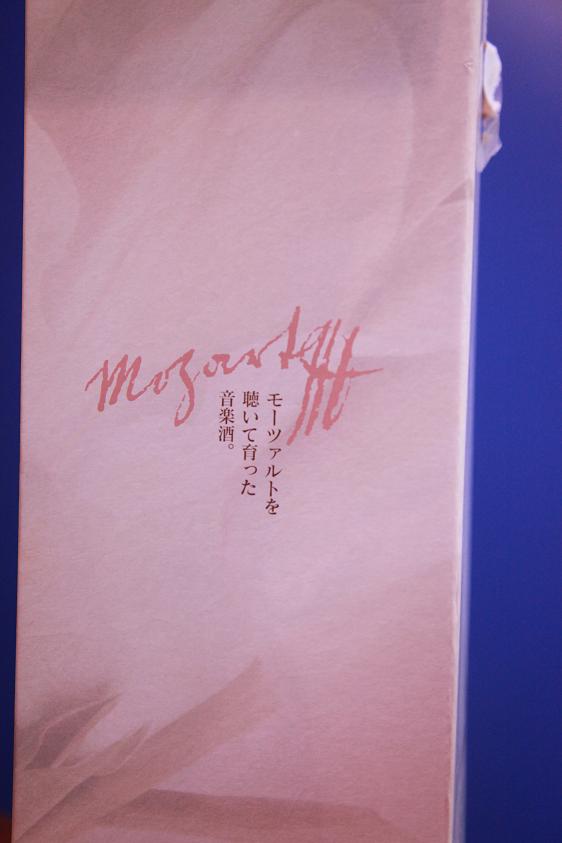 Mozart
モーツァルトを
聴いて育った
音楽酒。